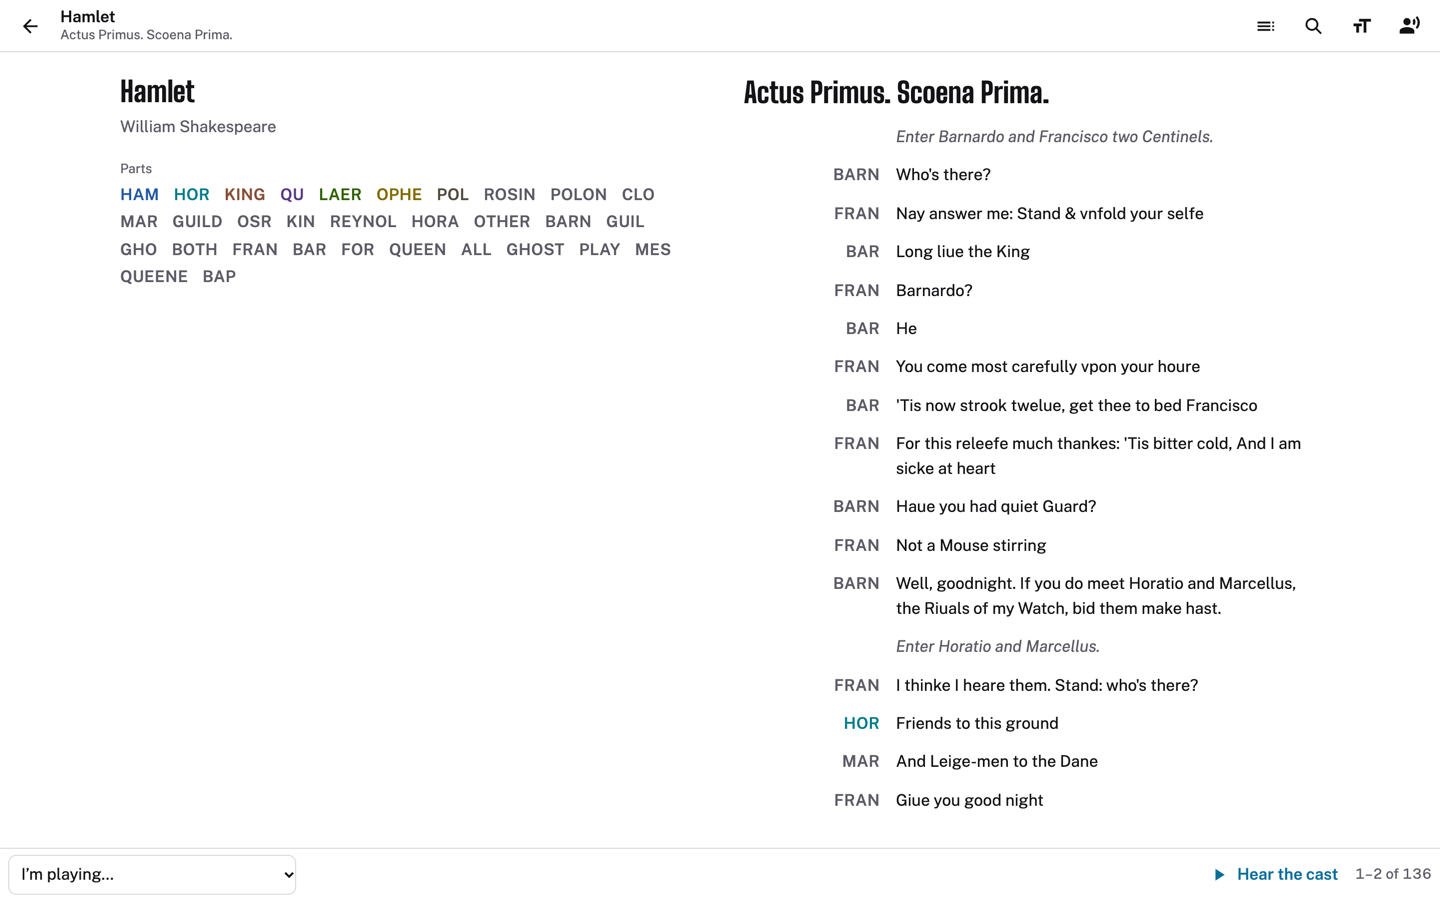 Hamlet
Actus Primus. Scoena Prima.
Hamlet
William Shakespeare
Parts
HAM HOR KING QU LAER OPHE POL ROSIN POLON CLO
MAR GUILD OSR KIN REYNOL HORA OTHER BARN GUIL
GHO BOTH FRAN BAR FOR QUEEN ALL GHOST PLAY MES
QUEENE BAP
Actus Primus. Scoena Prima.
Enter Barnardo and Francisco two Centinels.
BARN Who's there?
FRAN Nay answer me: Stand & vnfold your selfe
BAR Long liue the King
FRAN Barnardo?
BAR He
FRAN You come most carefully vpon your houre
BAR 'Tis now strook twelue, get thee to bed Francisco
FRAN For this releefe much thankes: 'Tis bitter cold, And I am
sicke at heart
BARN Haue you had quiet Guard?
FRAN Not a Mouse stirring
BARN Well, goodnight. If you do meet Horatio and Marcellus,
the Riuals of my Watch, bid them make hast.
Enter Horatio and Marcellus.
FRAN I thinke I heare them. Stand: who's there?
HOR Friends to this ground
MAR And Leige-men to the Dane
FRAN Giue you good night
I'm playing...
Hear the cast
1–2 of 136